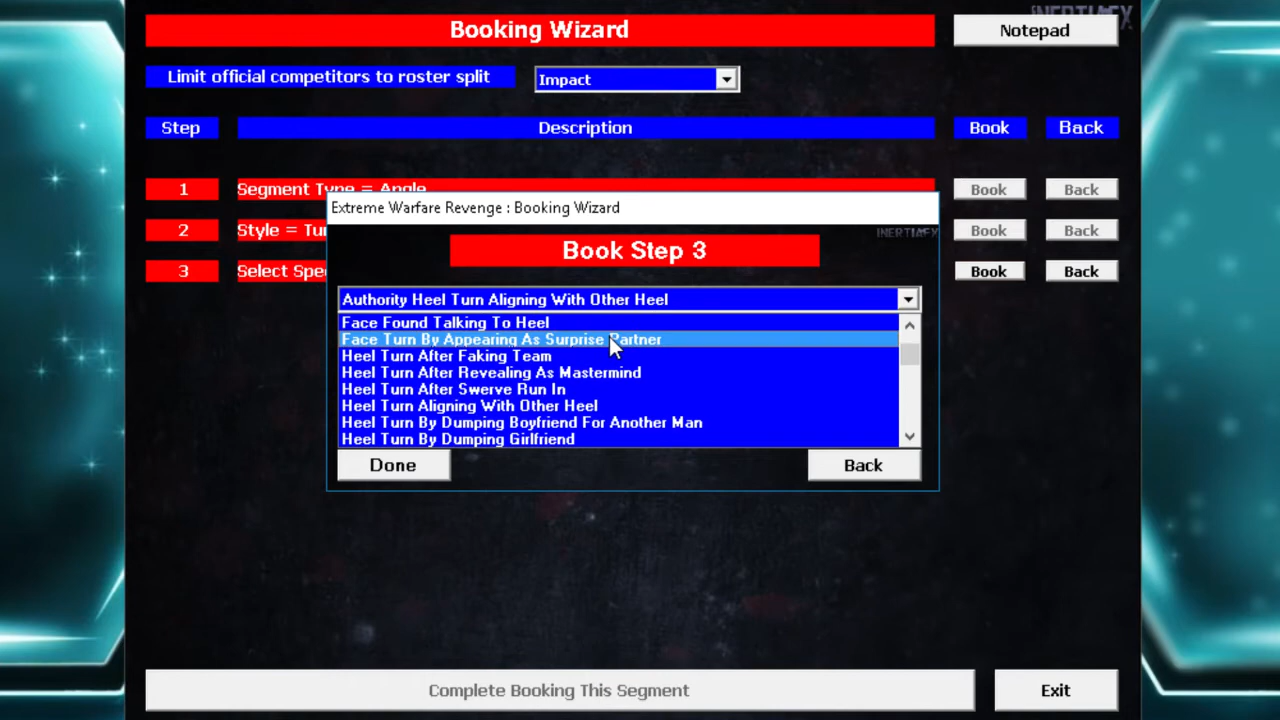 INERTIAFX
Booking Wizard
Notepad
Limit official competitors to roster split
Impact
Step
Description
Book
Back
1
Segment Type = Angle
Book
Back
Extreme Warfare Revenge : Booking Wizard
2
Style = Tu
INERTIAFX
Book
Back
Book Step 3
3
Select Spe
Book
Back
Authority Heel Turn Aligning With Other Heel
Face Found Talking To Heel
Face Turn By Appearing As Surprise Partner
Heel Turn After Faking Team
Heel Turn After Revealing As Mastermind
Heel Turn After Swerve Run In
Heel Turn Aligning With Other Heel
Heel Turn By Dumping Boyfriend For Another Man
Heel Turn By Dumping Girlfriend
Done
Back
Complete Booking This Segment
Exit